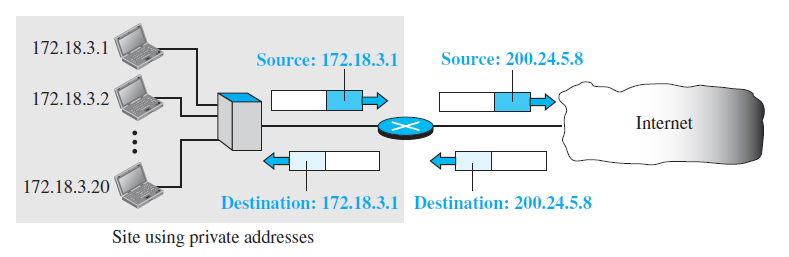 172.18.3.1
Source: 172.18.3.1
Source: 200.24.5.8
172.18.3.2
Internet
172.18.3.20
Destination: 172.18.3.1
Destination: 200.24.5.8
Site using private addresses